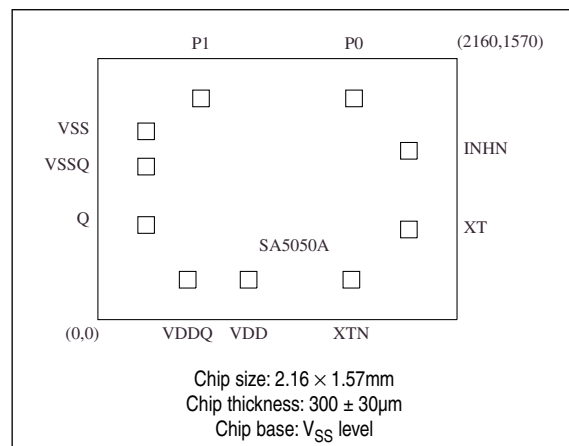 P1 P0 (2160,1570)
VSS
INHN
VSSQ
Q XT
SA5050A
(0,0) VDDQ VDD XTN
Chip size: 2.16 × 1.57mm
Chip thickness: 300 ± 30µm
Chip base: VSS level